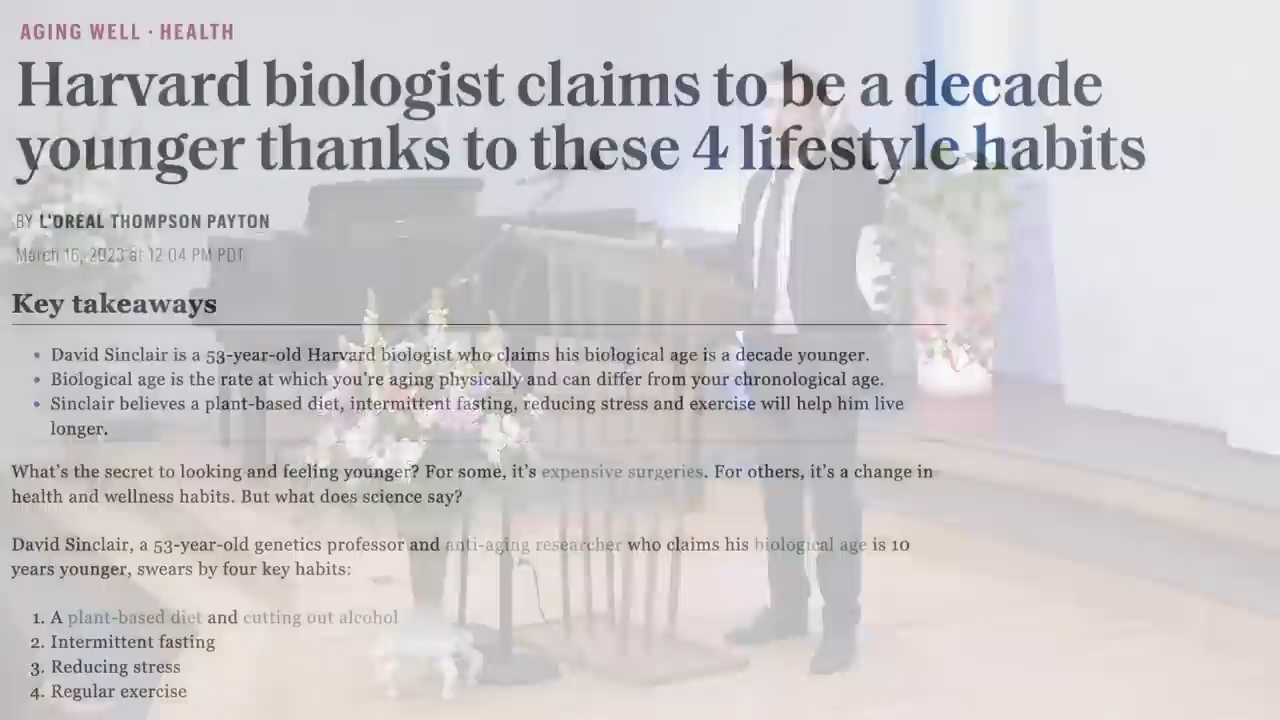 AGING WELL · HEALTH
Harvard biologist claims to be a decade
younger thanks to these 4 lifestyle habits
BY L'OREAL THOMPSON PAYTON
March 16, 2023 at 12:04 PM PDT
Key takeaways
• David Sinclair is a 53-year-old Harvard biologist who claims his biological age is a decade younger.
• Biological age is the rate at which you're aging physically and can differ from your chronological age.
• Sinclair believes a plant-based diet, intermittent fasting, reducing stress and exercise will help him live
longer.
What's the secret to looking and feeling younger? For some, it's expensive surgeries. For others, it's a change in
health and wellness habits. But what does science say?
David Sinclair, a 53-year-old genetics professor and anti-aging researcher who claims his biological age is 10
years younger, swears by four key habits:
1. A plant-based diet and cutting out alcohol
2. Intermittent fasting
3. Reducing stress
4. Regular exercise